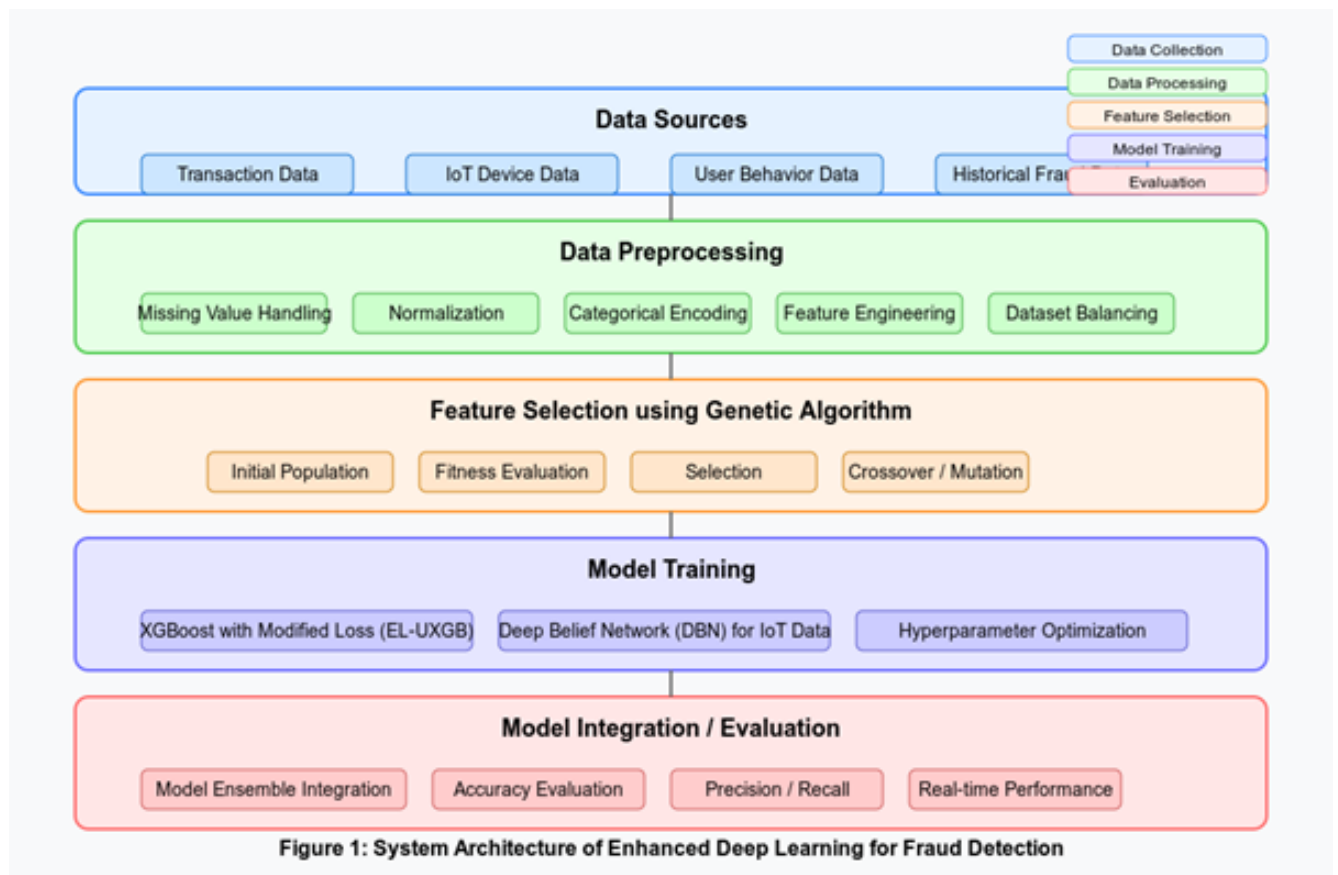 Data Collection
Data Processing
Feature Selection
Model Training
Evaluation
Data Sources
Transaction Data
IoT Device Data
User Behavior Data
Historical
Data Preprocessing
Missing Value Handling
Normalization
Categorical Encoding
Feature Engineering
Dataset Balancing
Feature Selection using Genetic Algorithm
Initial Population
Fitness Evaluation
Selection
Crossover / Mutation
Model Training
XGBoost with Modified Loss (EL-UXGB)
Deep Belief Network (DBN) for IoT Data
Hyperparameter Optimization
Model Integration / Evaluation
Model Ensemble Integration
Accuracy Evaluation
Precision / Recall
Real-time Performance
Figure 1: System Architecture of Enhanced Deep Learning for Fraud Detection